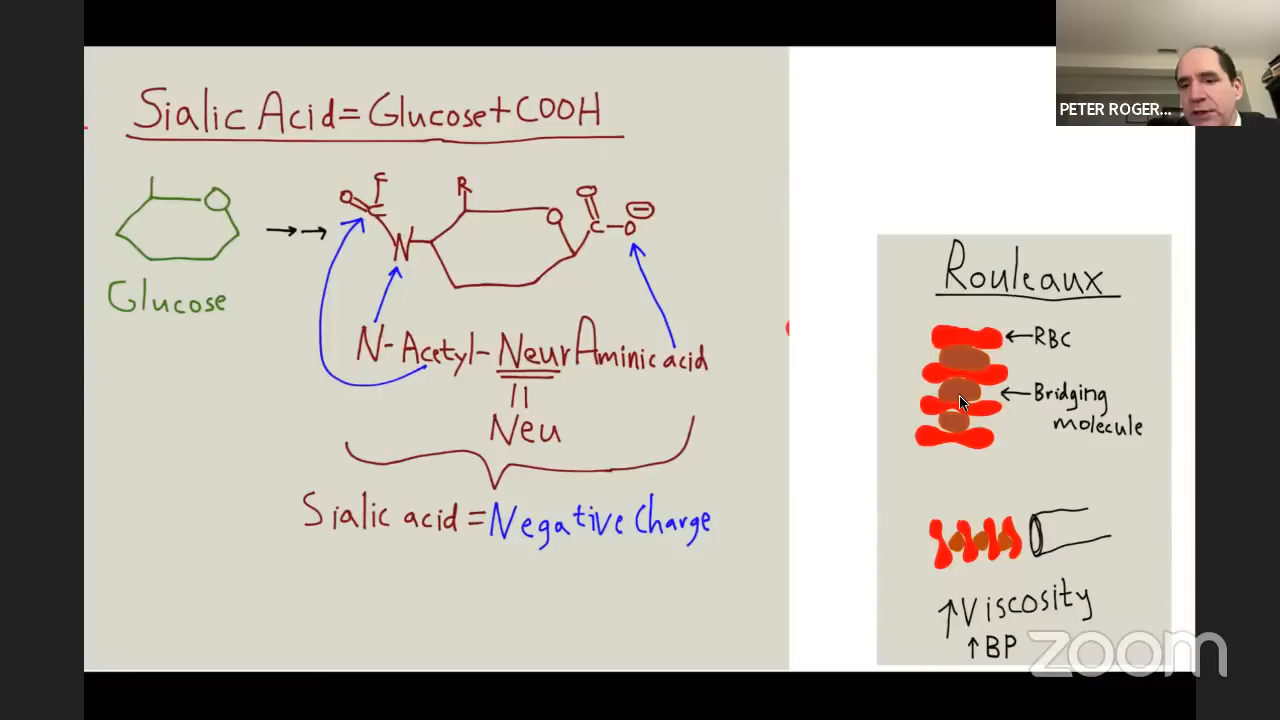 Sialic Acid=Glucose+COOH
Glucose
O
C
C
N
R
O
O
C-O
⊖
N-Acetyl-NeurAminic acid
=
Neu
Sialic acid=Negative Charge
PETER ROGER...
Rouleaux
←RBC
←Bridging
molecule
↑Viscosity
↑BP
zoom